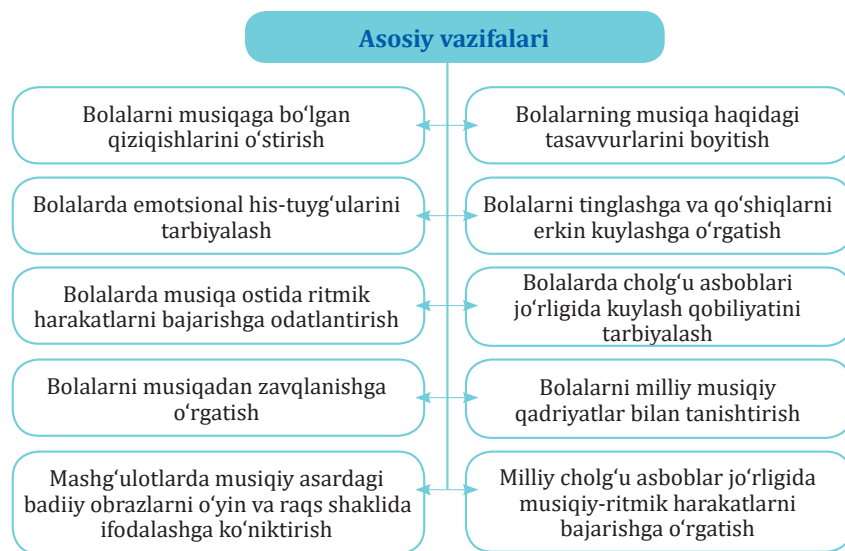 Asosiy vazifalari
Bolalarni musiqaga bo‘lgan
qiziqishlarini o‘stirish
Bolalarning musiqa haqidagi
tasavvurlarini boyitish
Bolalarda emotsional his-tuyg‘ularini
tarbiyalash
Bolalarni tinglashga va qo‘shiqlarni
erkin kuylashga o‘rgatish
Bolalarda musiqa ostida ritmik
harakatlarni bajarishga odatlantirish
Bolalarda cholg‘u asboblari
jo‘rligida kuylash qobiliyatini
tarbiyalash
Bolalarni musiqadan zavqlanishga
o‘rgatish
Bolalarni milliy musiqiy
qadriyatlar bilan tanishtirish
Mashg‘ulotlarda musiqiy asardagi
badiiy obrazlarni o‘yin va raqs shaklida
ifodalashga ko‘niktirish
Milliy cholg‘u asboblar jo‘rligida
musiqiy-ritmik harakatlarni
bajarishga o‘rgatish